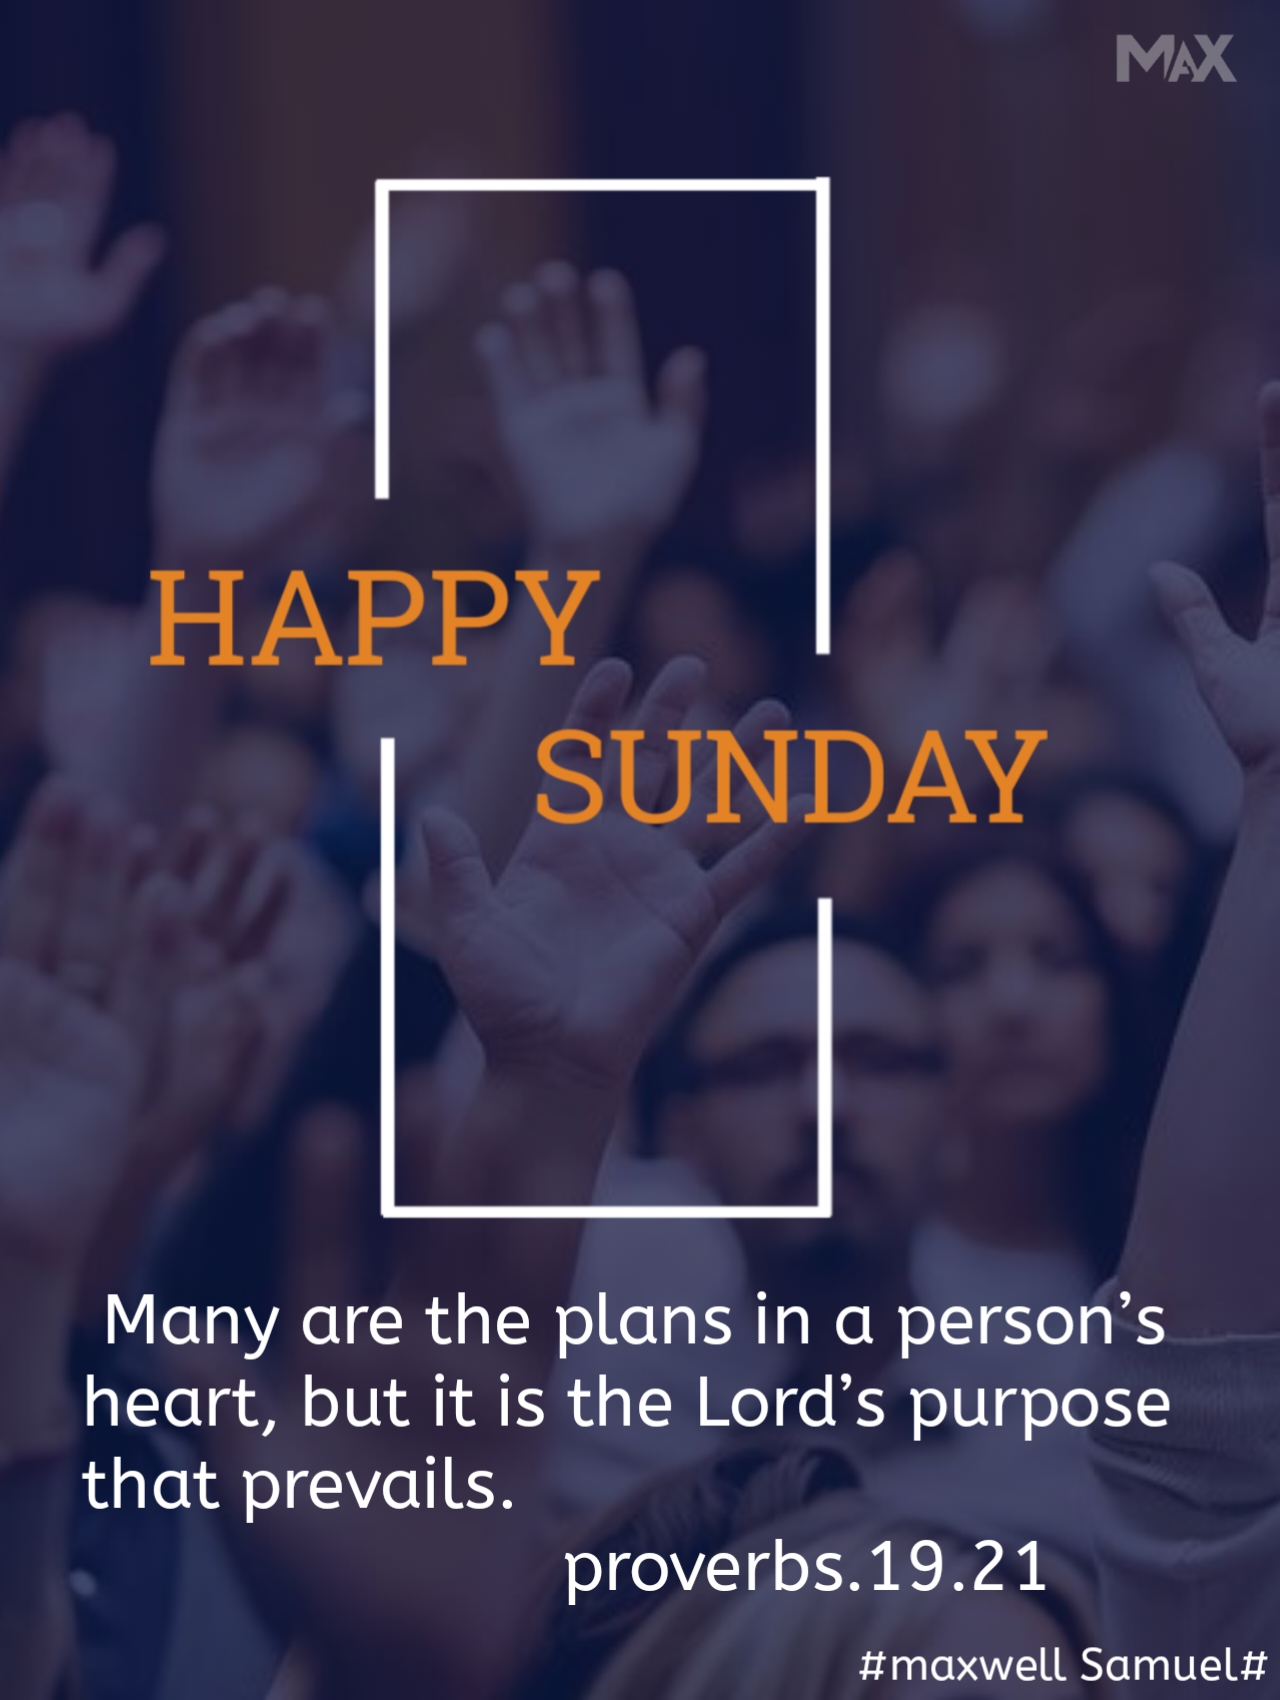 MAX
HAPPY
SUNDAY
Many are the plans in a person’s
heart, but it is the Lord’s purpose
that prevails.
proverbs.19.21
#maxwell Samuel#